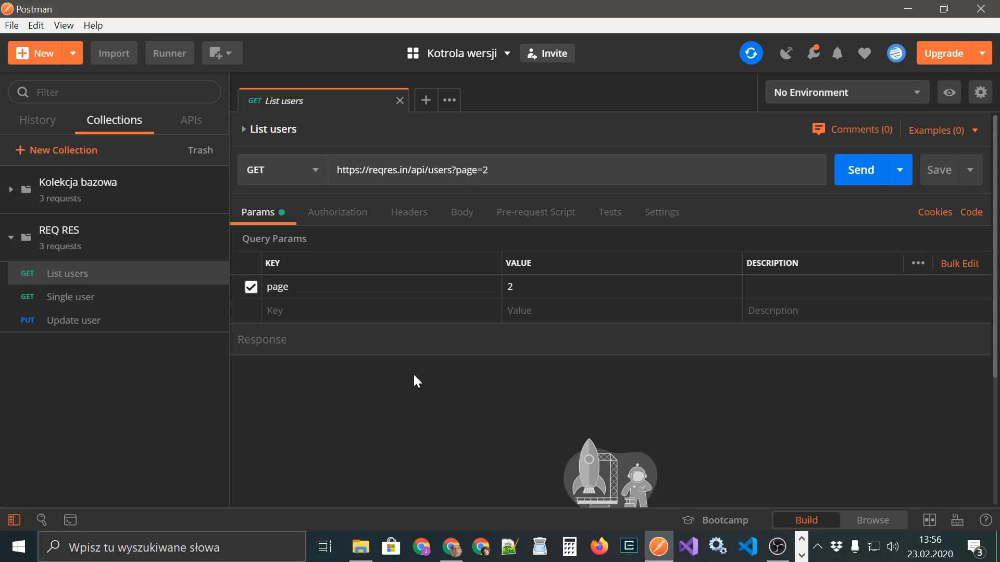 Postman
File Edit View Help
New Import Runner Kotrola wersji Invite Upgrade
Filter
GET List users
No Environment
History Collections APIs
List users
Comments (0) Examples (0)
New Collection Trash
GET https://reqres.in/api/users?page=2 Send Save
Kolekcja bazowa
3 requests
Params Authorization Headers Body Pre-request Script Tests Settings Cookies Code
REQ RES
3 requests
Query Params
KEY VALUE DESCRIPTION Bulk Edit
GET List users
page 2
GET Single user
Key Value Description
PUT Update user
Response
Bootcamp Build Browse
Wpisz tu wyszukiwane słowa
13:56
23.02.2020
3